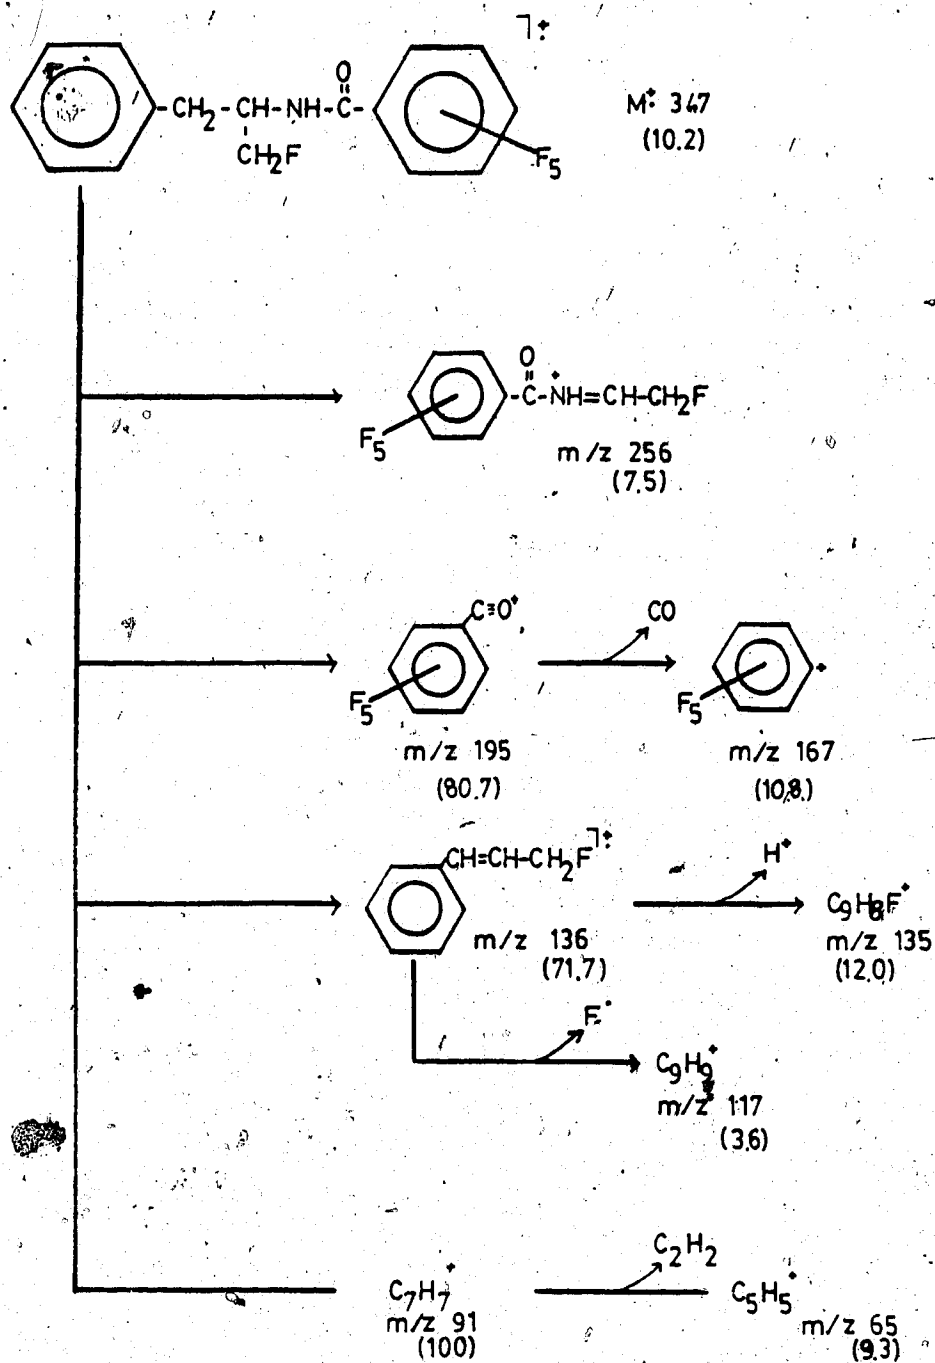 O ⌉+·
-CH2-CH-NH-C- M+· 347
CH2F F5 (10.2)
O
-C-N+H=CH-CH2F
F5
m/z 256
(7.5)
C≡O+ CO
F5 F5 +
m/z 195 m/z 167
(80.7) (10.8)
CH=CH-CH2F⌉+· H+
C9H8F+
m/z 136 m/z 135
(71.7) (12.0)
F·
C9H9+
m/z 117
(3.6)
C2H2
C7H7+ C5H5+
m/z 91 m/z 65
(100) (9.3)